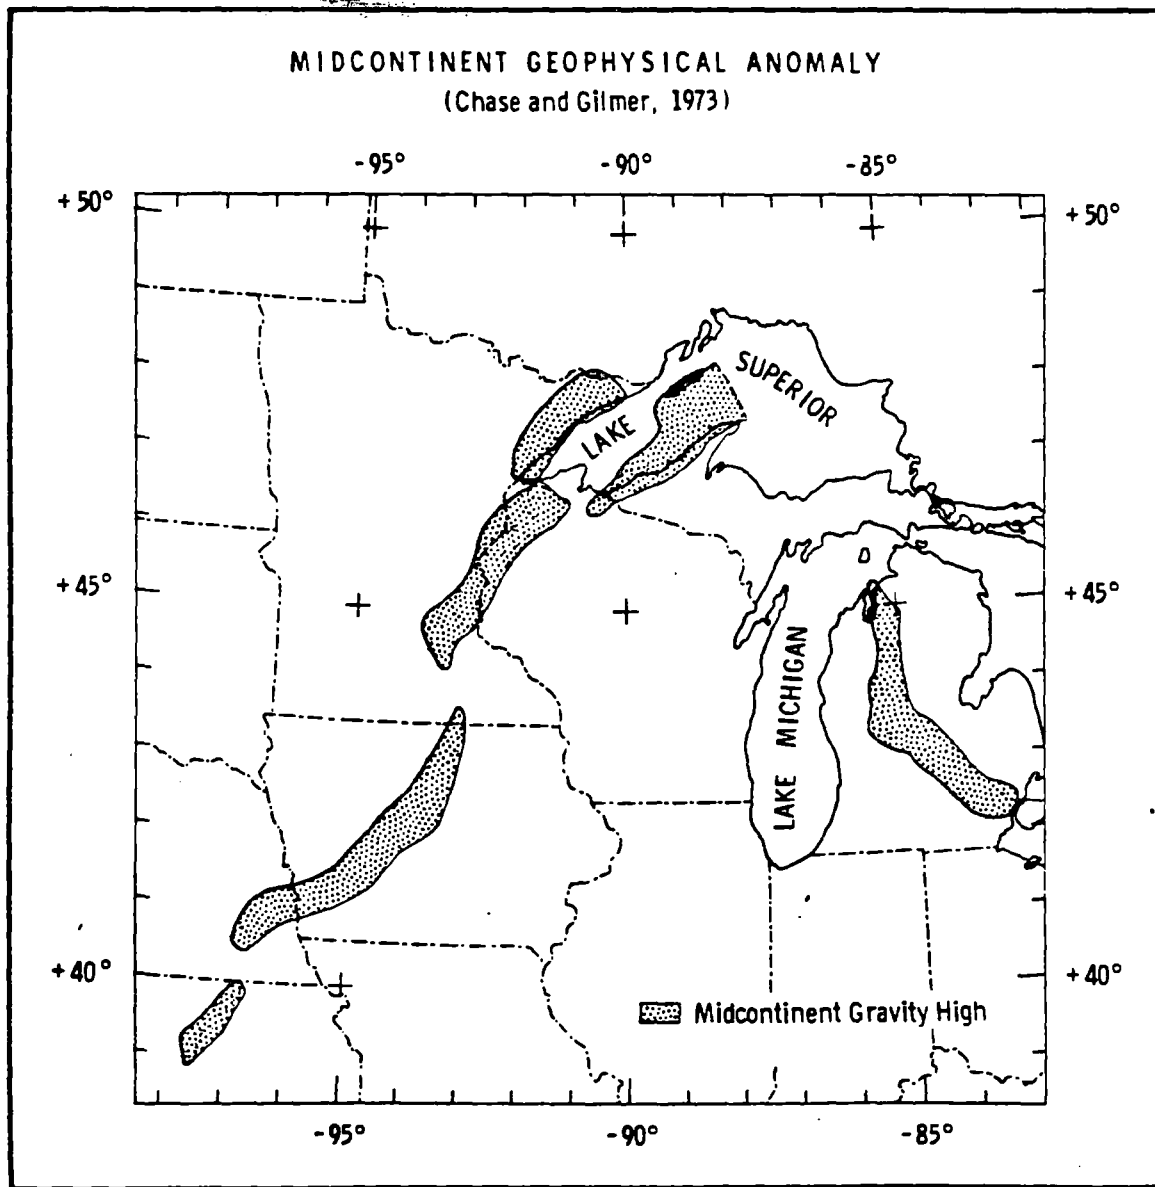 MIDCONTINENT GEOPHYSICAL ANOMALY
(Chase and Gilmer, 1973)
-95° -90° -85°
+50° +50°
SUPERIOR
LAKE
+45° +45°
LAKE MICHIGAN
+40° +40°
Midcontinent Gravity High
-95° -90° -85°